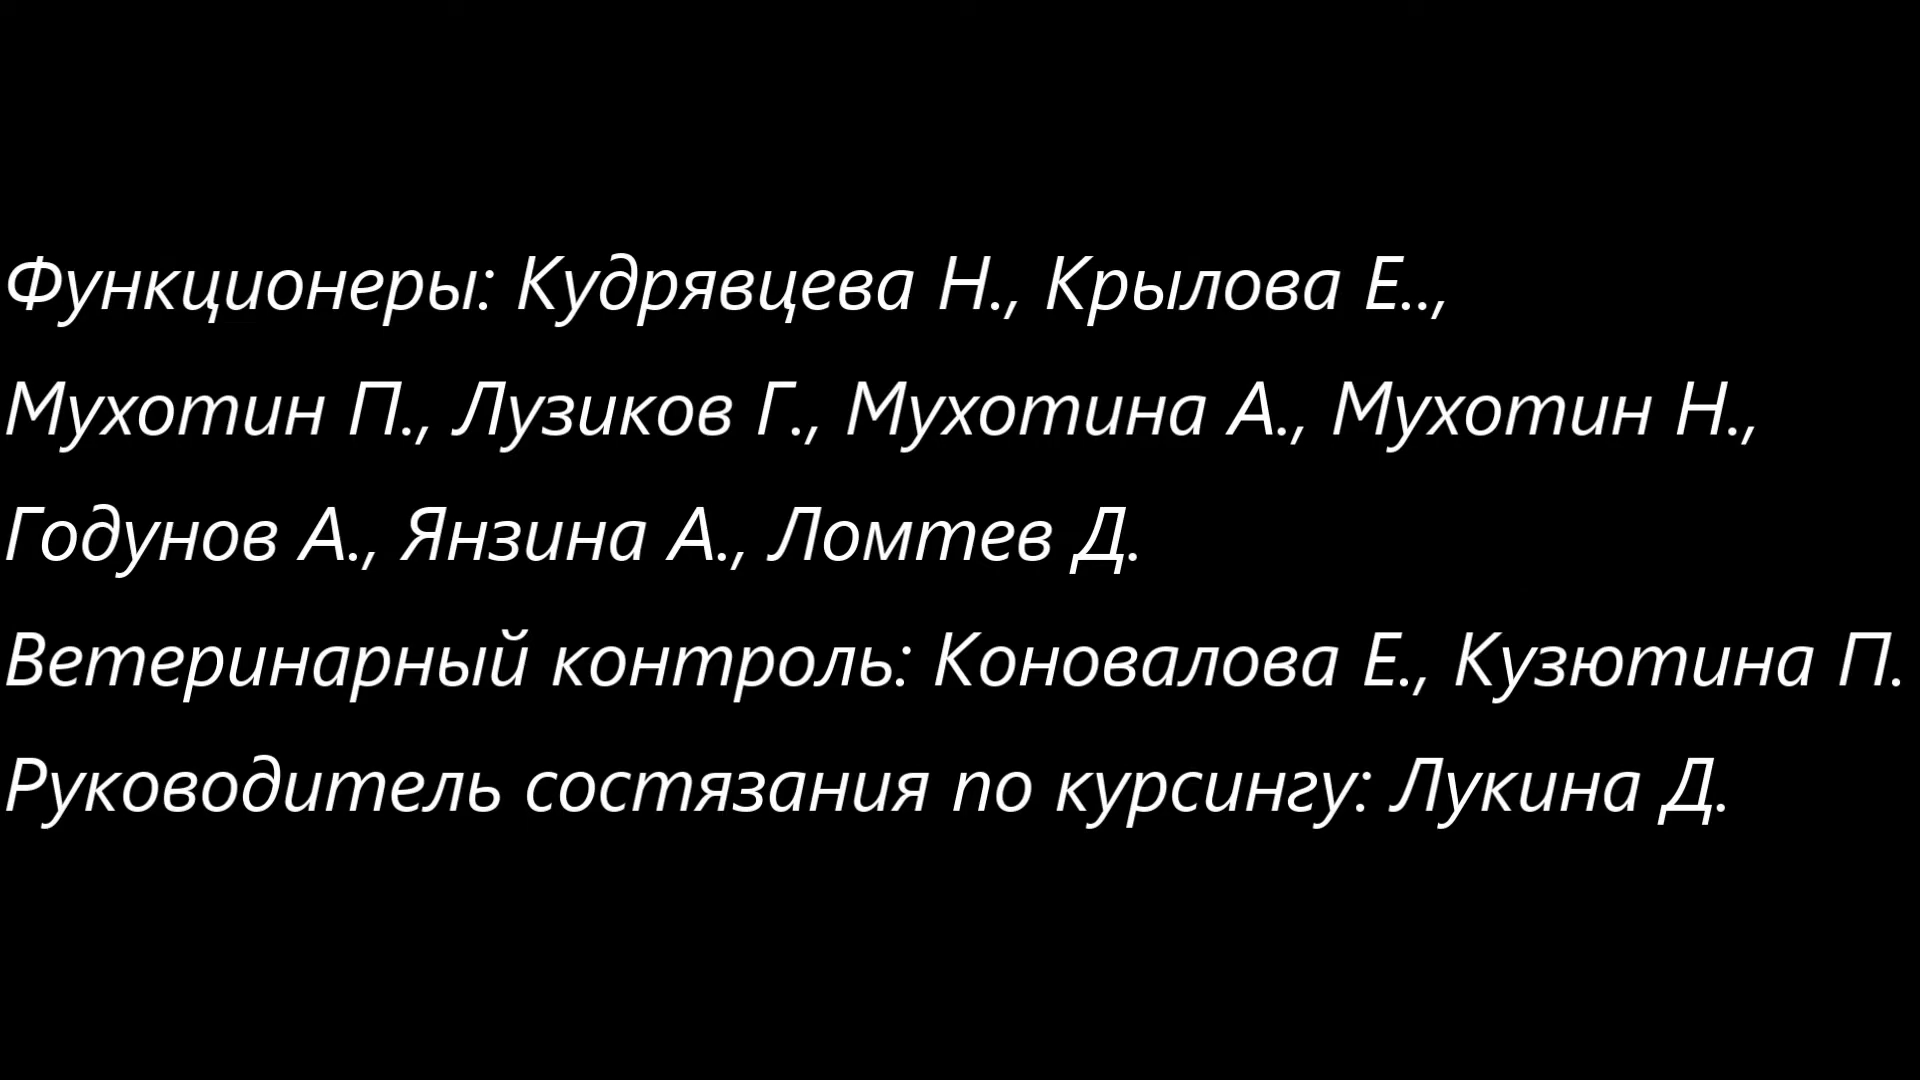 Функционеры: Кудрявцева Н., Крылова Е..,
Мухотин П., Лузиков Г., Мухотина А., Мухотин Н.,
Годунов А., Янзина А., Ломтев Д.
Ветеринарный контроль: Коновалова Е., Кузютина П.
Руководитель состязания по курсингу: Лукина Д.